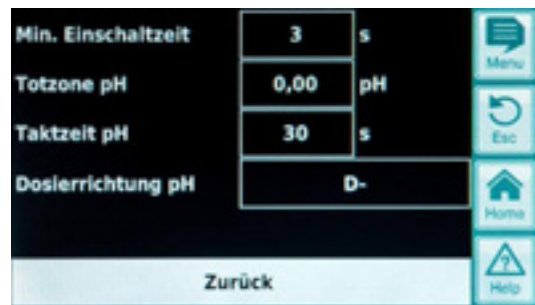 Min. Einschaltzeit 3 s
Menu
Totzone pH 0,00 pH
Taktzeit pH 30 s
Esc
Dosierrichtung pH D-
Home
Zurück
Help